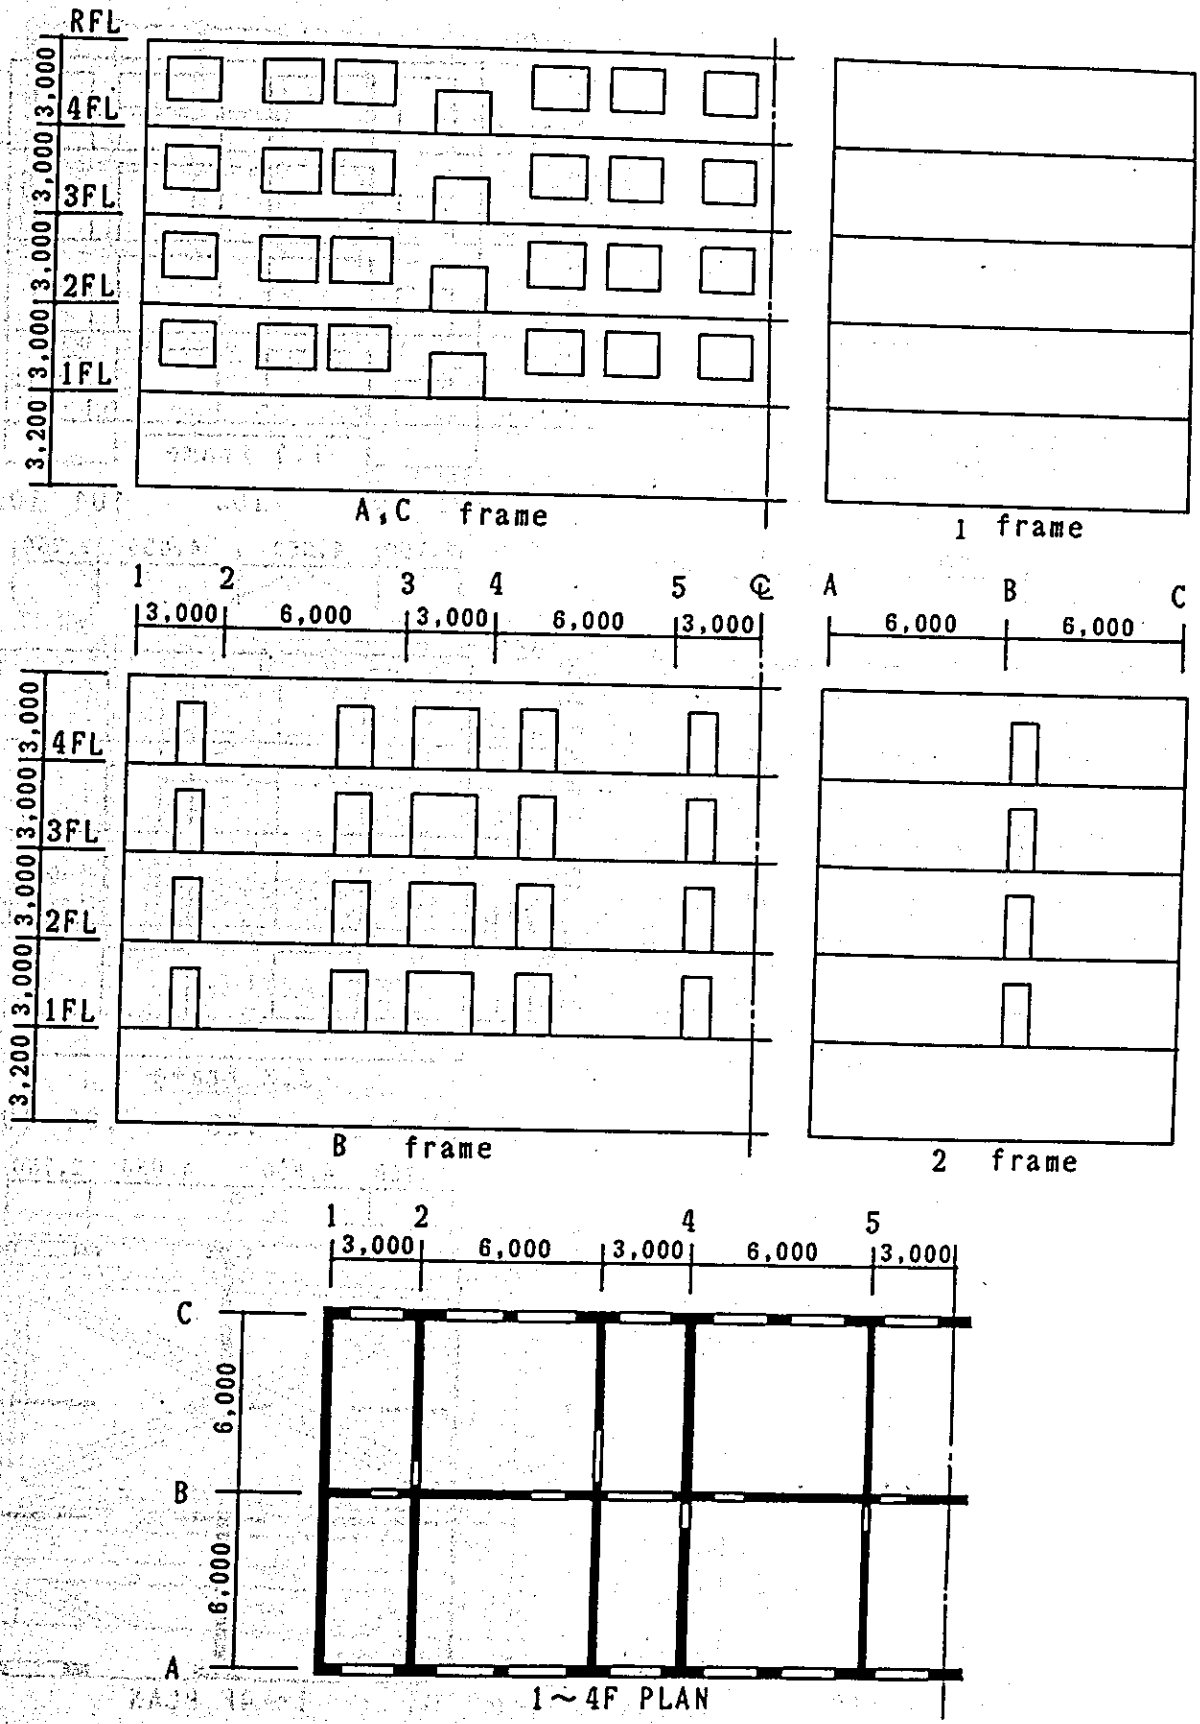 RFL
3,000
4FL
3,000
3FL
3,000
2FL
3,000
1FL
3,200
A,C frame
1 frame
1 2 3 4 5 ℄
3,000 6,000 3,000 6,000 3,000
A B C
6,000 6,000
3,000
4FL
3,000
3FL
3,000
2FL
3,000
1FL
3,200
B frame
2 frame
1 2 4 5
3,000 6,000 3,000 6,000 3,000
C
6,000
B
6,000
A
1~4F PLAN